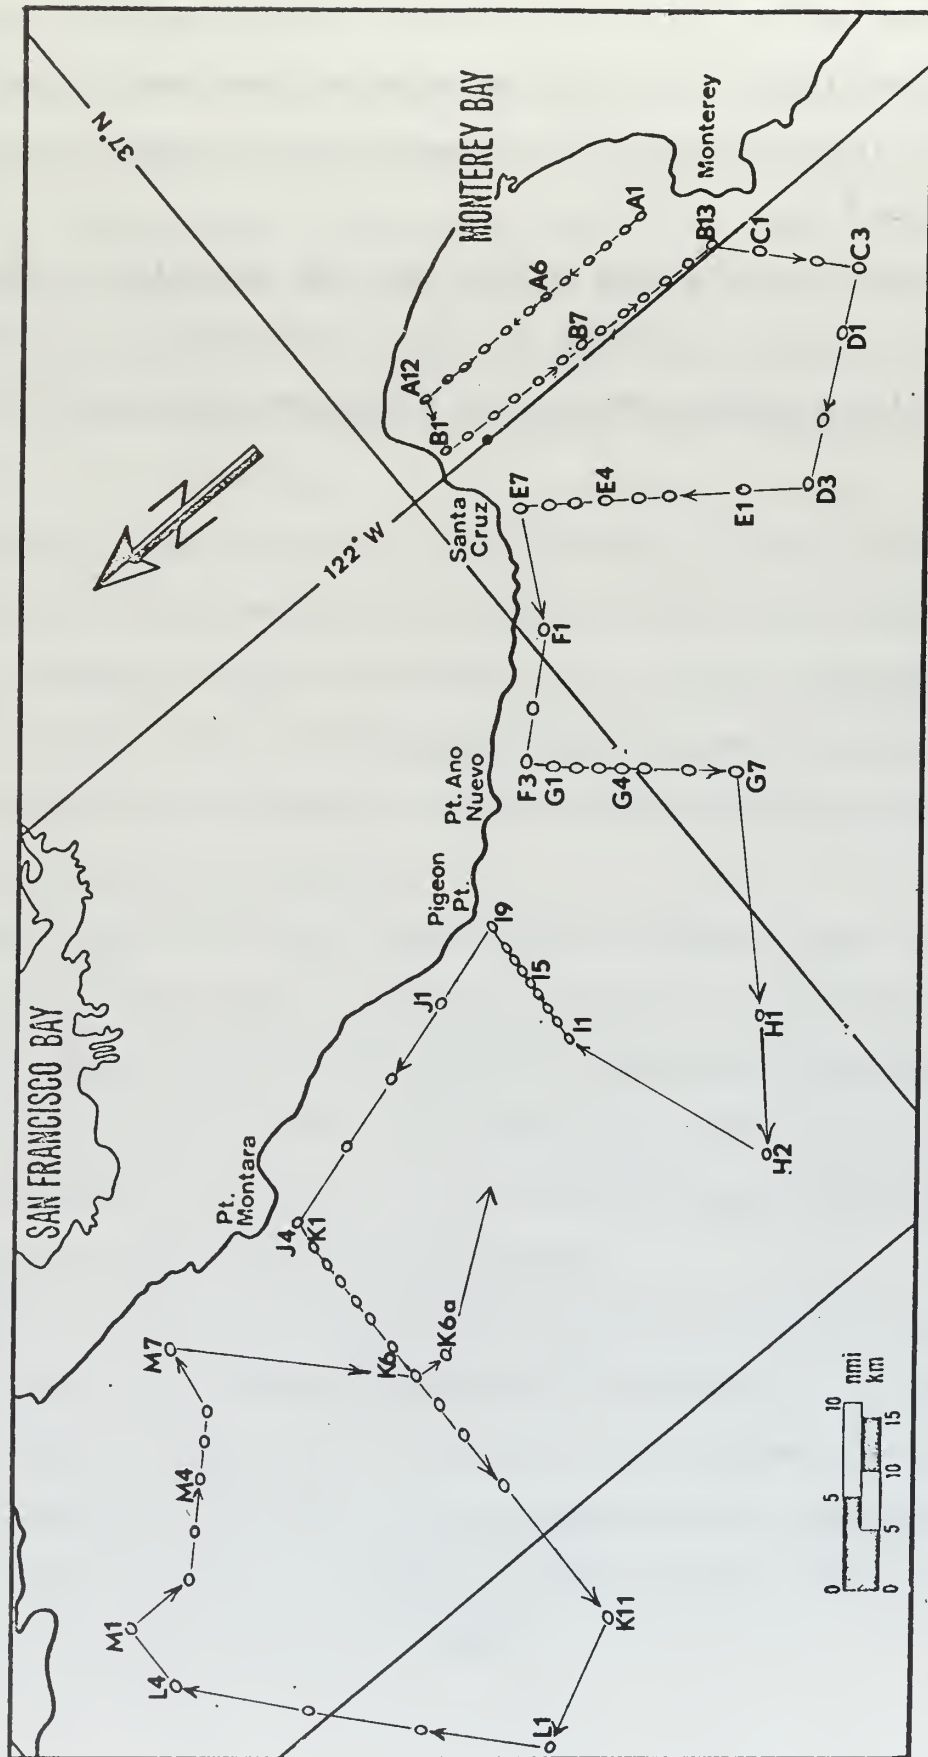 37° N
MONTEREY BAY
Monterey
A1
A6
A12
B1
B7
B13
C1
C3
D1
D3
E1
E4
E7
122° W
Santa
Cruz
F1
F3
G1
G4
G7
Pt. Ano
Nuevo
Pigeon
Pt.
H1
H2
I1
I5
I9
J1
J4
SAN FRANCISCO BAY
Pt.
Montara
K1
K6
K6a
K11
L1
L4
M1
M4
M7
0 5 10 nmi
0 5 10 15 km